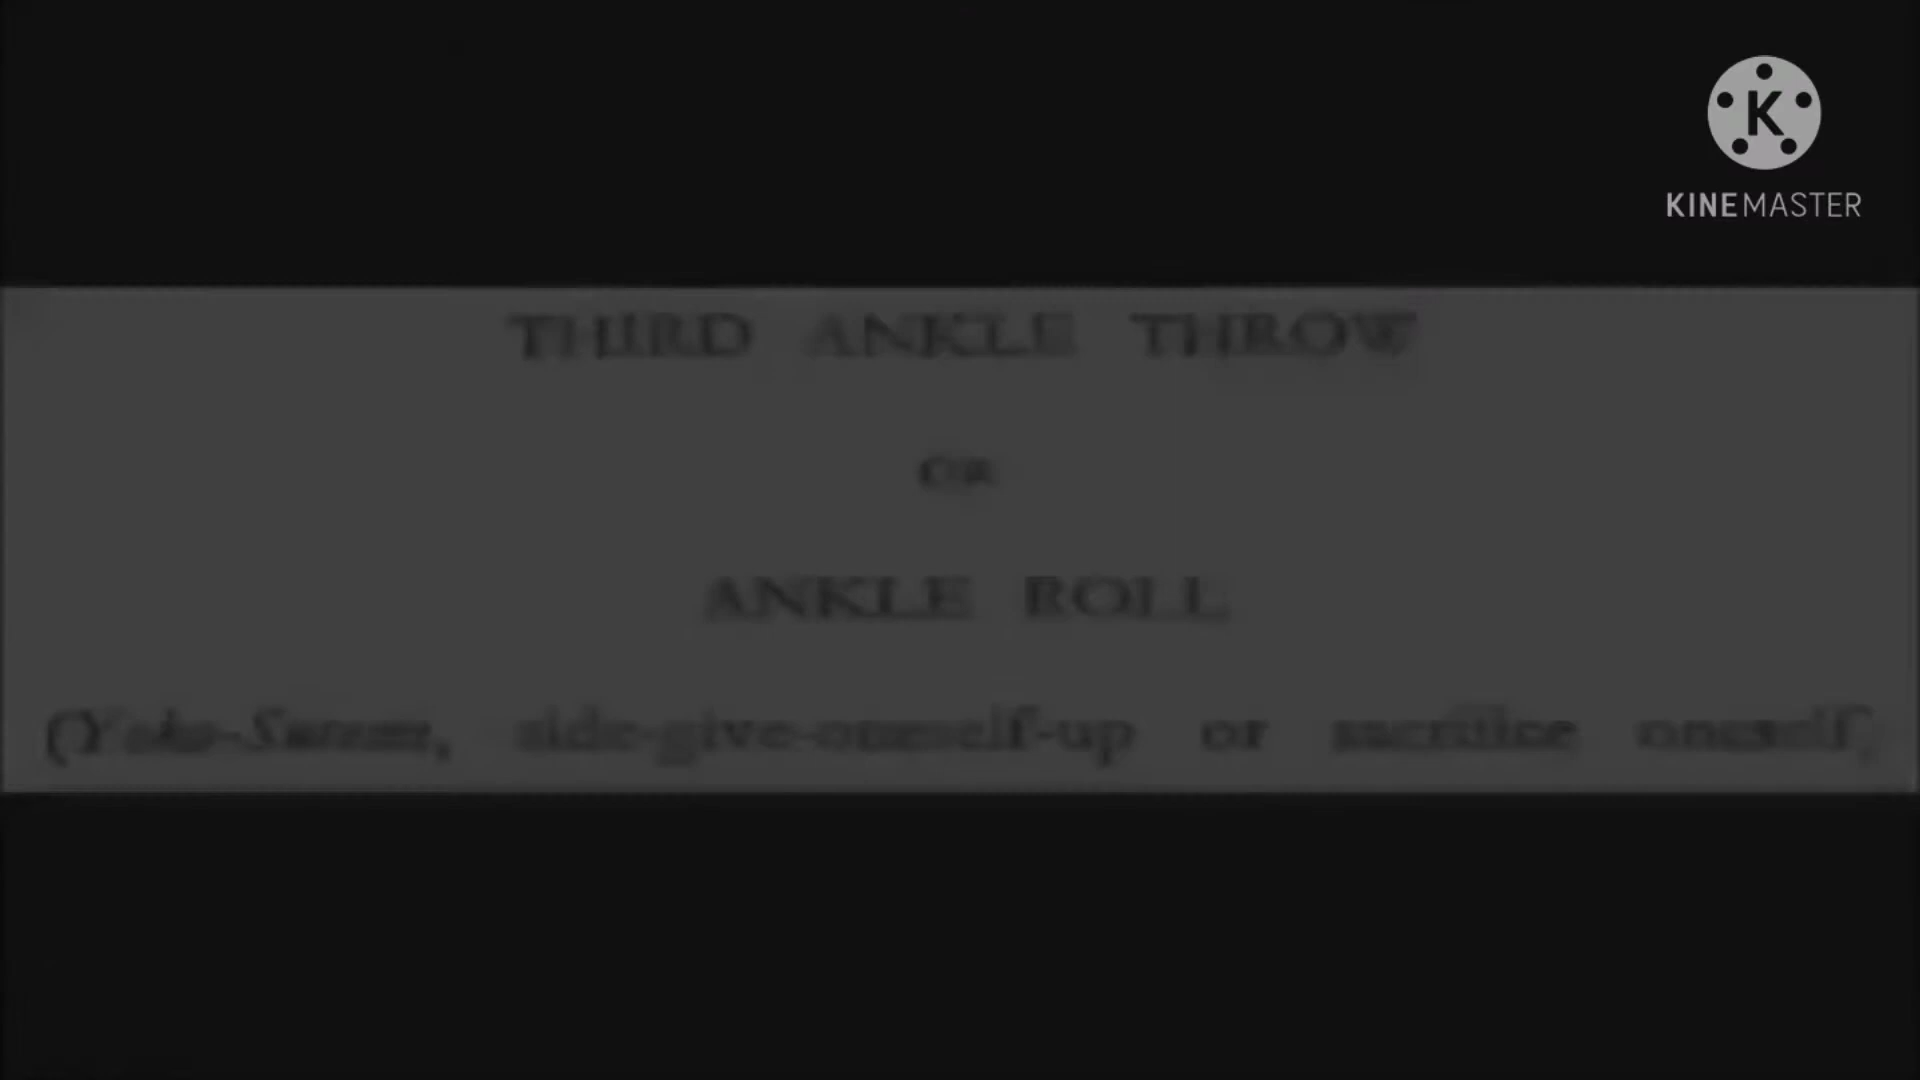 K
KINEMASTER
THIRD ANKLE THROW
OR
ANKLE ROLL
(Yoko-Sutemi, side-give-oneself-up or sacrifice oneself)